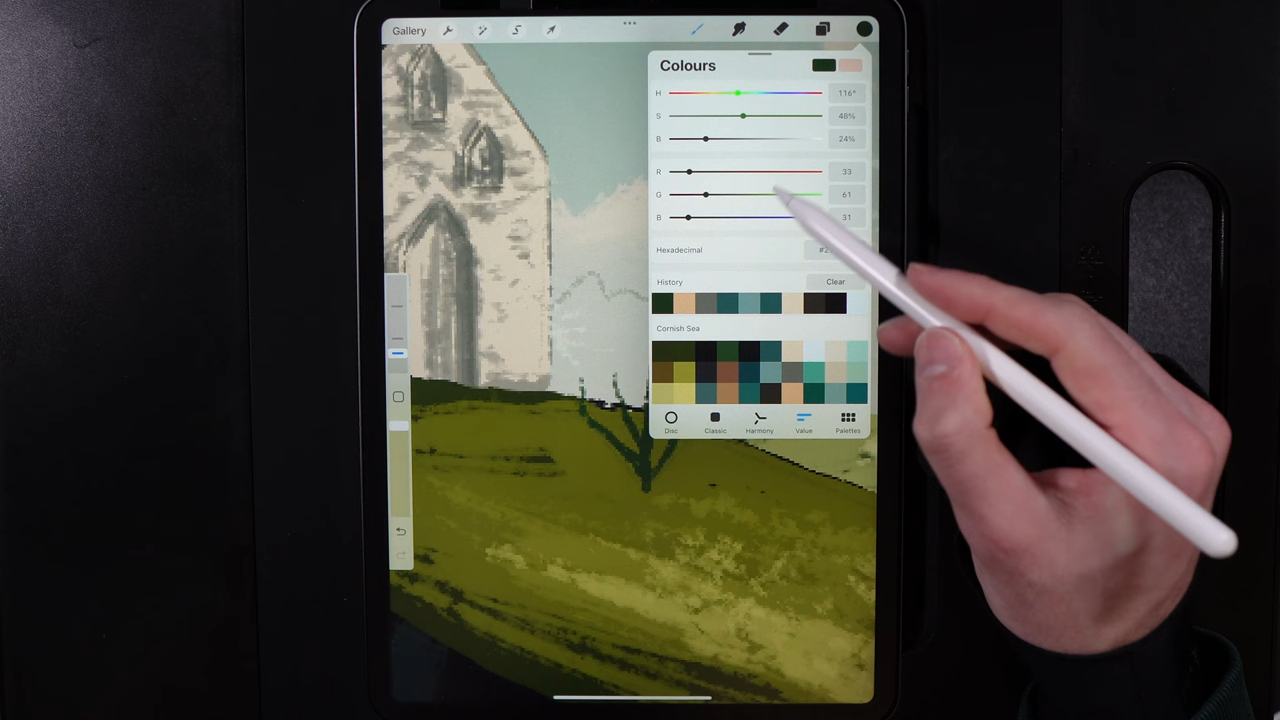 Gallery
Colours
H 116°
S 48%
B 24%
R 33
G 61
B 31
Hexadecimal
History Clear
Cornish Sea
Disc Classic Harmony Value Palettes